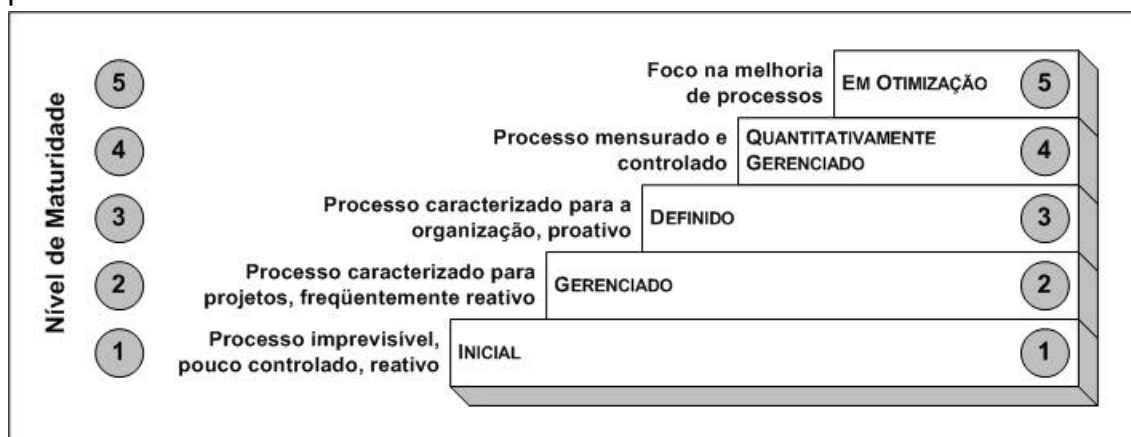 Nível de Maturidade
5
Foco na melhoria
de processos
EM OTIMIZAÇÃO
5
4
Processo mensurado e
controlado
QUANTITATIVAMENTE
GERENCIADO
4
3
Processo caracterizado para a
organização, proativo
DEFINIDO
3
2
Processo caracterizado para
projetos, freqüentemente reativo
GERENCIADO
2
1
Processo imprevisível,
pouco controlado, reativo
INICIAL
1